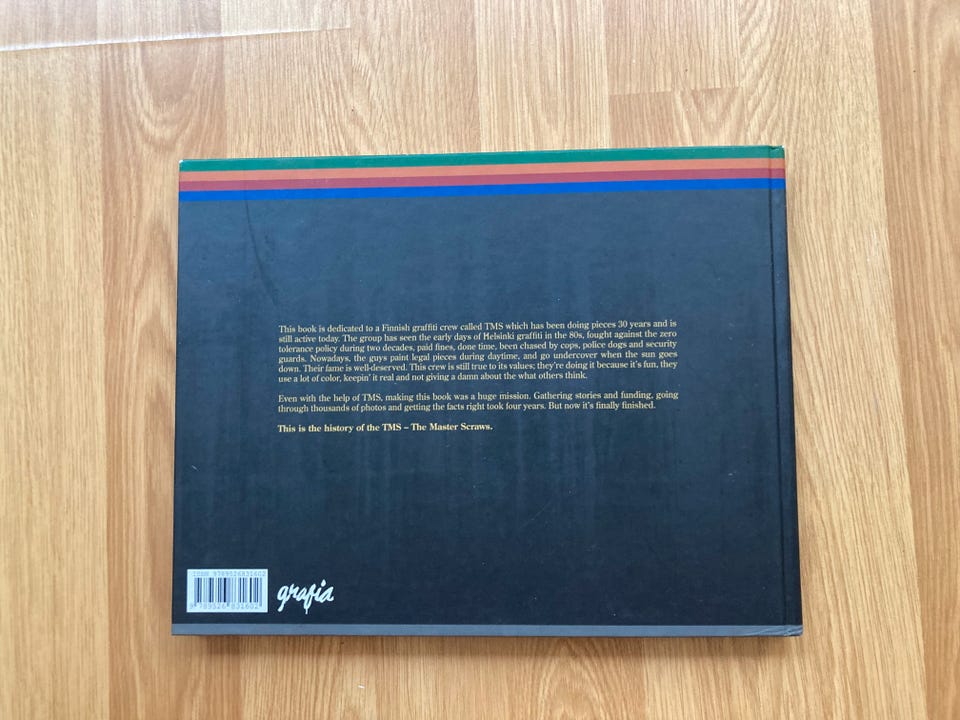 This book is dedicated to a Finnish graffiti crew called TMS which has been doing pieces 30 years and is
still active today. The group has seen the early days of Helsinki graffiti in the 80s, fought against the zero
tolerance policy during two decades, paid fines, done time, been chased by cops, police dogs and security
guards. Nowadays, the guys paint legal pieces during daytime, and go undercover when the sun goes
down. Their fame is well-deserved. This crew is still true to its values; they're doing it because it's fun, they
use a lot of color, keepin' it real and not giving a damn about the what others think.
Even with the help of TMS, making this book was a huge mission. Gathering stories and funding, going
through thousands of photos and getting the facts right took four years. But now it's finally finished.
This is the history of the TMS – The Master Scraws.
ISBN 9789526831602
9 789526 831602
grafia